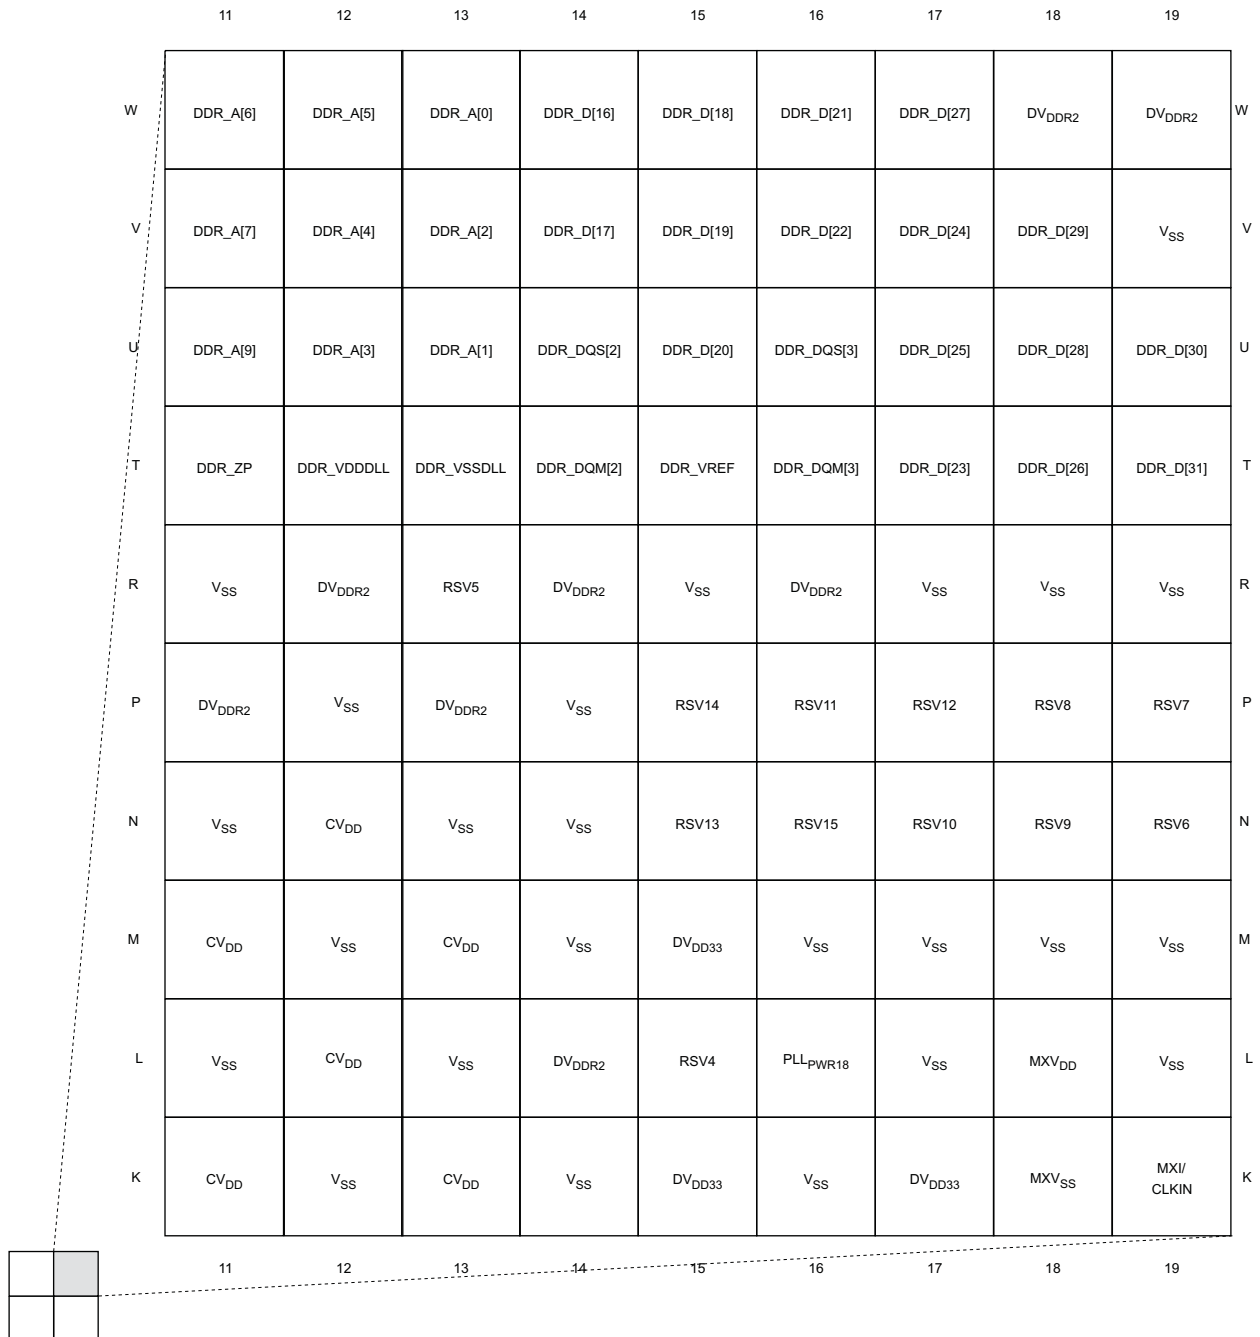 11 12 13 14 15 16 17 18 19
W DDR_A[6] DDR_A[5] DDR_A[0] DDR_D[16] DDR_D[18] DDR_D[21] DDR_D[27] DVDDR2 DVDDR2 W
V DDR_A[7] DDR_A[4] DDR_A[2] DDR_D[17] DDR_D[19] DDR_D[22] DDR_D[24] DDR_D[29] VSS V
U DDR_A[9] DDR_A[3] DDR_A[1] DDR_DQS[2] DDR_D[20] DDR_DQS[3] DDR_D[25] DDR_D[28] DDR_D[30] U
T DDR_ZP DDR_VDDDLL DDR_VSSDLL DDR_DQM[2] DDR_VREF DDR_DQM[3] DDR_D[23] DDR_D[26] DDR_D[31] T
R VSS DVDDR2 RSV5 DVDDR2 VSS DVDDR2 VSS VSS VSS R
P DVDDR2 VSS DVDDR2 VSS RSV14 RSV11 RSV12 RSV8 RSV7 P
N VSS CVDD VSS VSS RSV13 RSV15 RSV10 RSV9 RSV6 N
M CVDD VSS CVDD VSS DVDD33 VSS VSS VSS VSS M
L VSS CVDD VSS DVDDR2 RSV4 PLLPWR18 VSS MXVDD VSS L
K CVDD VSS CVDD VSS DVDD33 VSS DVDD33 MXVSS MXI/ CLKIN K
11 12 13 14 15 16 17 18 19